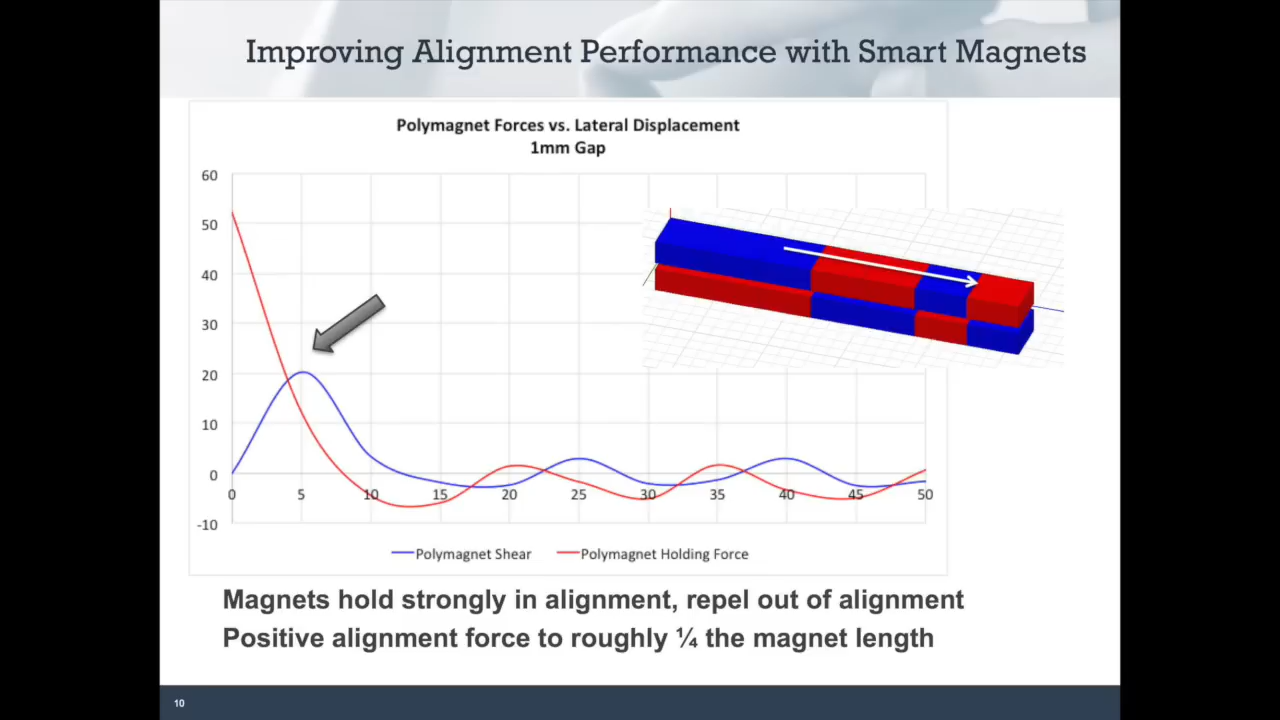 Improving Alignment Performance with Smart Magnets
Polymagnet Forces vs. Lateral Displacement
1mm Gap
60
50
40
30
20
10
0
-10
0 5 10 15 20 25 30 35 40 45 50
Polymagnet Shear Polymagnet Holding Force
Magnets hold strongly in alignment, repel out of alignment
Positive alignment force to roughly ¼ the magnet length
10